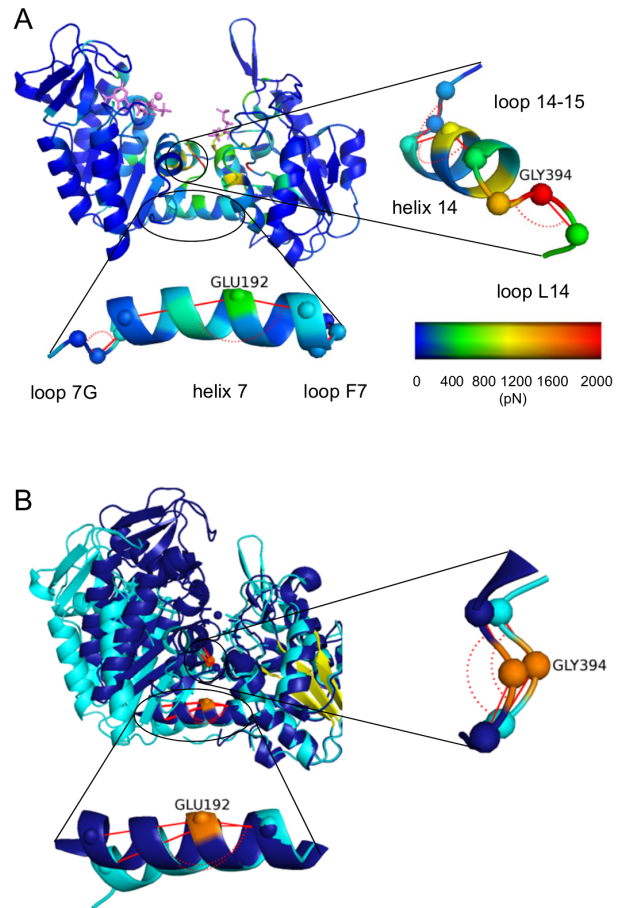 A
loop 14-15
GLY394
helix 14
GLU192
loop L14
loop 7G
helix 7
loop F7
0 400 800 1200 1600 2000
(pN)
B
GLY394
GLU192